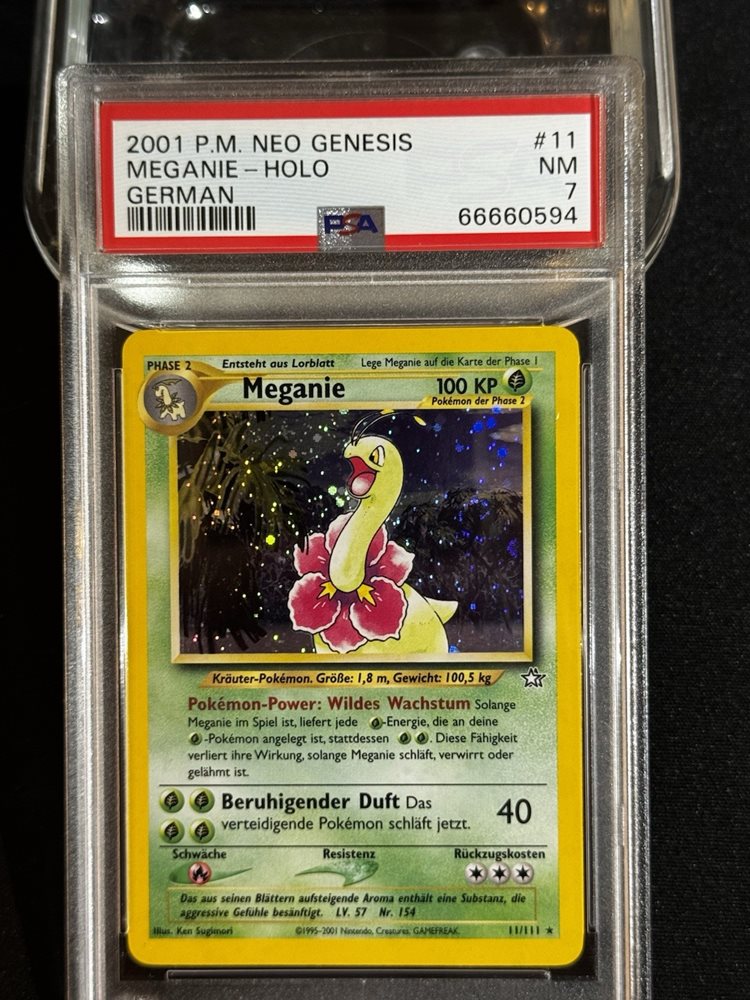 2001 P.M. NEO GENESIS #11
MEGANIE – HOLO NM
GERMAN 7
PSA 66660594
PHASE 2 Entsteht aus Lorblatt Lege Meganie auf die Karte der Phase 1
Meganie 100 KP
Pokémon der Phase 2
Kräuter-Pokémon. Größe: 1,8 m, Gewicht: 100,5 kg
Pokémon-Power: Wildes Wachstum Solange
Meganie im Spiel ist, liefert jede -Energie, die an deine
-Pokémon angelegt ist, stattdessen . Diese Fähigkeit
verliert ihre Wirkung, solange Meganie schläft, verwirrt oder
gelähmt ist.
Beruhigender Duft Das 40
verteidigende Pokémon schläft jetzt.
Schwäche Resistenz Rückzugskosten
Das aus seinen Blättern aufsteigende Aroma enthält eine Substanz, die
aggressive Gefühle besänftigt. LV. 57 Nr. 154
Illus. Ken Sugimori ©1995-2001 Nintendo, Creatures, GAMEFREAK. 11/111 ★